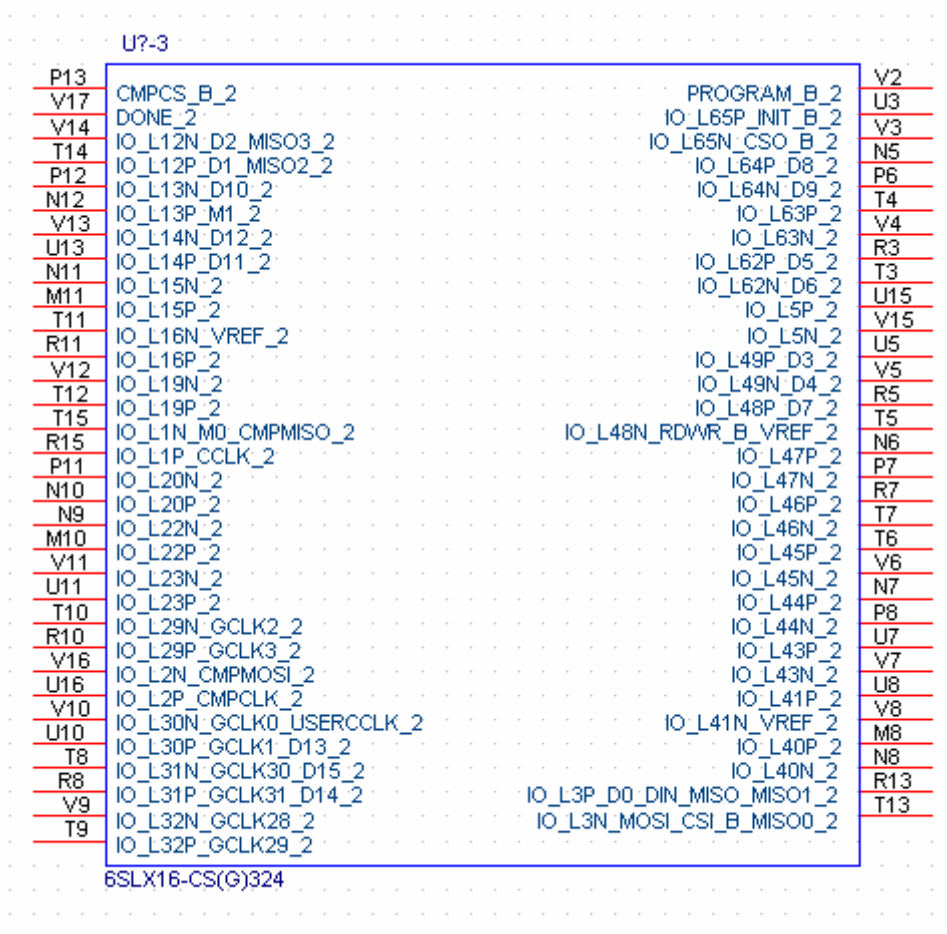 U?-3
P13 CMPCS_B_2 PROGRAM_B_2 V2
V17 DONE_2 IO_L65P_INIT_B_2 U3
V14 IO_L12N_D2_MISO3_2 IO_L65N_CSO_B_2 V3
T14 IO_L12P_D1_MISO2_2 IO_L64P_D8_2 N5
P12 IO_L13N_D10_2 IO_L64N_D9_2 P6
N12 IO_L13P_M1_2 IO_L63P_2 T4
V13 IO_L14N_D12_2 IO_L63N_2 V4
U13 IO_L14P_D11_2 IO_L62P_D5_2 R3
N11 IO_L15N_2 IO_L62N_D6_2 T3
M11 IO_L15P_2 IO_L5P_2 U15
T11 IO_L16N_VREF_2 IO_L5N_2 V15
R11 IO_L16P_2 IO_L49P_D3_2 U5
V12 IO_L19N_2 IO_L49N_D4_2 V5
T12 IO_L19P_2 IO_L48P_D7_2 R5
T15 IO_L1N_M0_CMPMISO_2 IO_L48N_RDWR_B_VREF_2 T5
R15 IO_L1P_CCLK_2 IO_L47P_2 N6
P11 IO_L20N_2 IO_L47N_2 P7
N10 IO_L20P_2 IO_L46P_2 R7
N9 IO_L22N_2 IO_L46N_2 T7
M10 IO_L22P_2 IO_L45P_2 T6
V11 IO_L23N_2 IO_L45N_2 V6
U11 IO_L23P_2 IO_L44P_2 N7
T10 IO_L29N_GCLK2_2 IO_L44N_2 P8
R10 IO_L29P_GCLK3_2 IO_L43P_2 U7
V16 IO_L2N_CMPMOSI_2 IO_L43N_2 V7
U16 IO_L2P_CMPCLK_2 IO_L41P_2 U8
V10 IO_L30N_GCLK0_USERCCLK_2 IO_L41N_VREF_2 V8
U10 IO_L30P_GCLK1_D13_2 IO_L40P_2 M8
T8 IO_L31N_GCLK30_D15_2 IO_L40N_2 N8
R8 IO_L31P_GCLK31_D14_2 IO_L3P_D0_DIN_MISO_MISO1_2 R13
V9 IO_L32N_GCLK28_2 IO_L3N_MOSI_CSI_B_MISO0_2 T13
T9 IO_L32P_GCLK29_2
6SLX16-CS(G)324